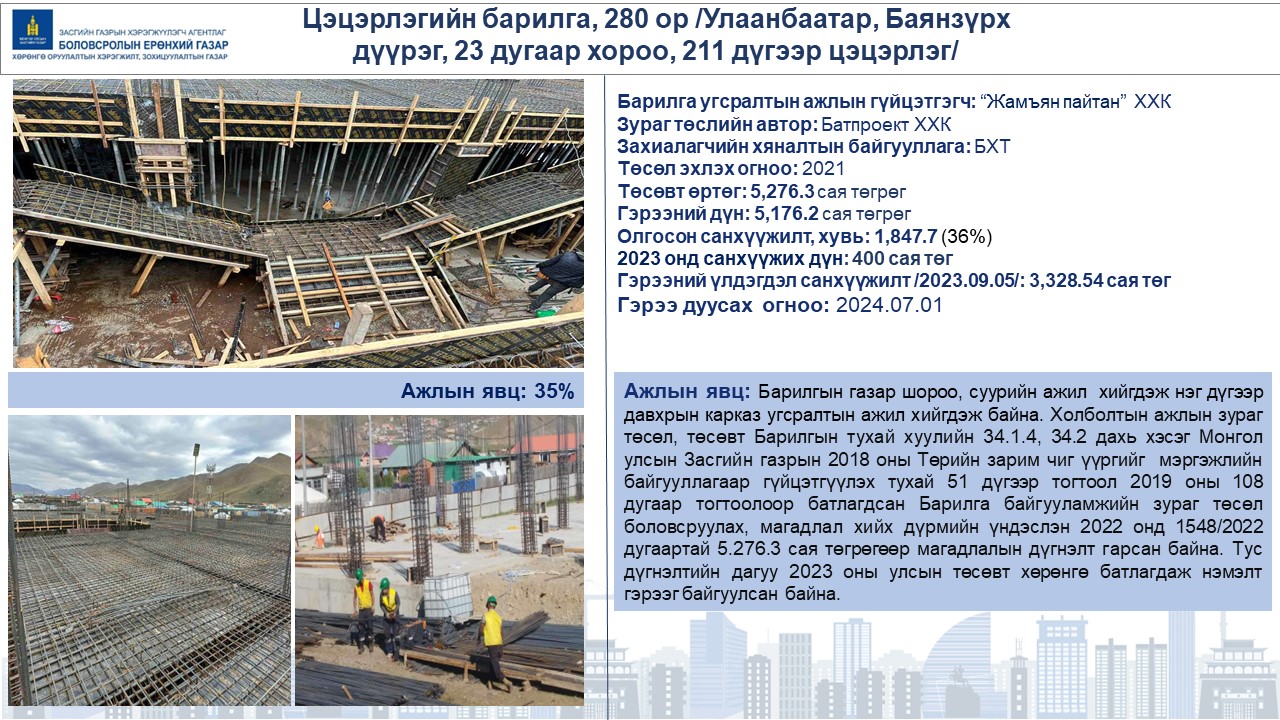 ЗАСГИЙН ГАЗРЫН ХЭРЭГЖҮҮЛЭГЧ АГЕНТЛАГ
БОЛОВСРОЛЫН ЕРӨНХИЙ ГАЗАР
ХӨРӨНГӨ ОРУУЛАЛТЫН ХЭРЭГЖИЛТ, ЗОХИЦУУЛАЛТЫН ГАЗАР
Цэцэрлэгийн барилга, 280 ор /Улаанбаатар, Баянзүрх
дүүрэг, 23 дугаар хороо, 211 дүгээр цэцэрлэг/
Барилга угсралтын ажлын гүйцэтгэгч: “Жамъян пайтан” ХХК
Зураг төслийн автор: Батпроект ХХК
Захиалагчийн хяналтын байгууллага: БХТ
Төсөл эхлэх огноо: 2021
Төсөвт өртөг: 5,276.3 сая төгрөг
Гэрээний дүн: 5,176.2 сая төгрөг
Олгосон санхүүжилт, хувь: 1,847.7 (36%)
2023 онд санхүүжих дүн: 400 сая төг
Гэрээний үлдэгдэл санхүүжилт /2023.09.05/: 3,328.54 сая төг
Гэрээ дуусах огноо: 2024.07.01
Ажлын явц: 35%
Ажлын явц: Барилгын газар шороо, суурийн ажил хийгдэж нэг дүгээр
давхрын карказ угсралтын ажил хийгдэж байна. Холболтын ажлын зураг
төсөл, төсөвт Барилгын тухай хуулийн 34.1.4, 34.2 дахь хэсэг Монгол
улсын Засгийн газрын 2018 оны Төрийн зарим чиг үүргийг мэргэжлийн
байгууллагаар гүйцэтгүүлэх тухай 51 дүгээр тогтоол 2019 оны 108
дугаар тогтоолоор батлагдсан Барилга байгууламжийн зураг төсөл
боловсруулах, магадлал хийх дүрмийн үндэслэн 2022 онд 1548/2022
дугаартай 5.276.3 сая төгрөгөөр магадлалын дүгнэлт гарсан байна. Тус
дүгнэлтийн дагуу 2023 оны улсын төсөвт хөрөнгө батлагдаж нэмэлт
гэрээг байгуулсан байна.